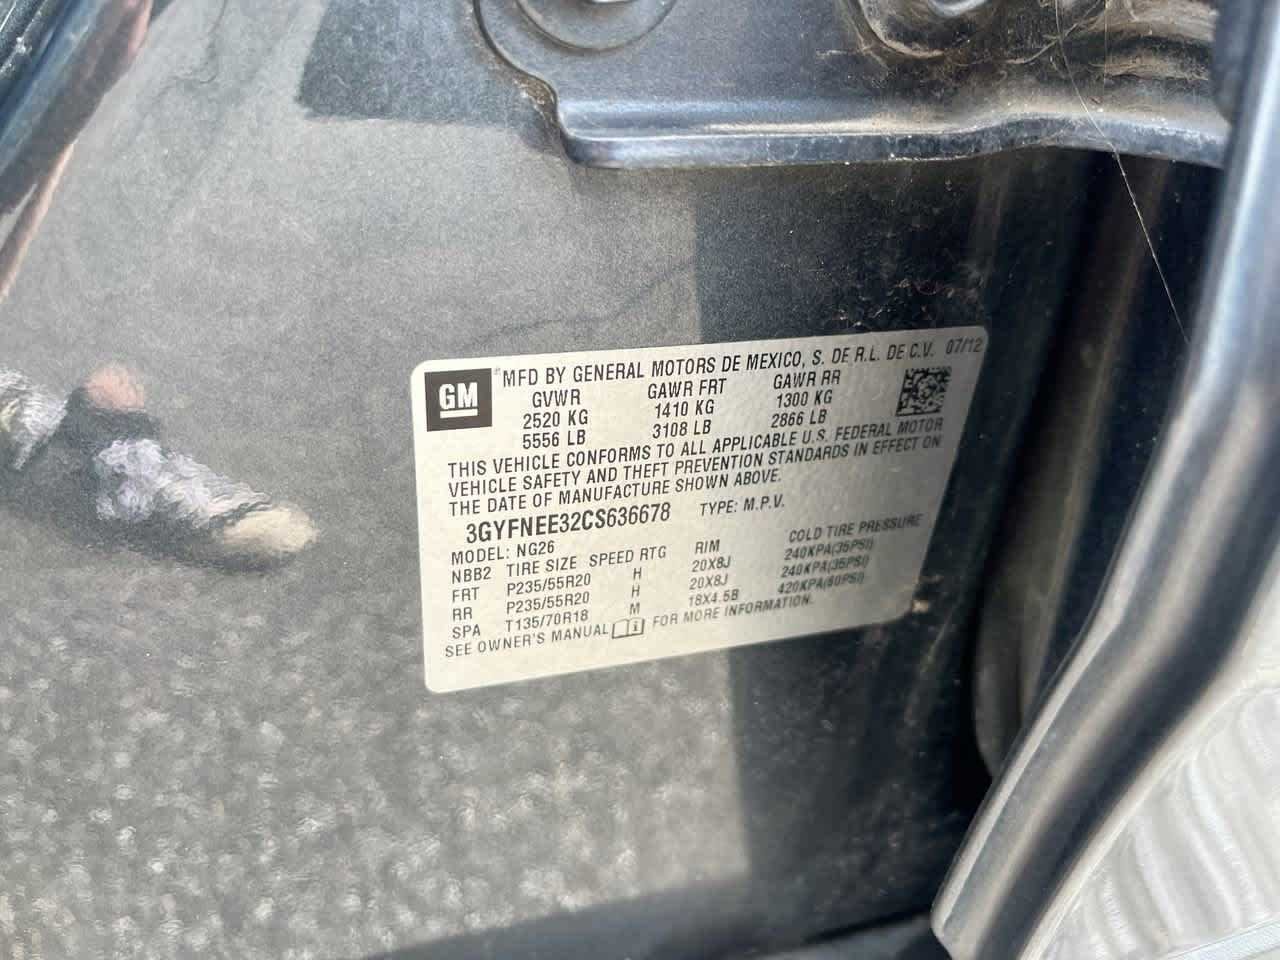 GM
MFD BY GENERAL MOTORS DE MEXICO, S. DE R.L. DE C.V. 07/12
GVWR GAWR FRT GAWR RR
2520 KG 1410 KG 1300 KG
5556 LB 3108 LB 2866 LB
THIS VEHICLE CONFORMS TO ALL APPLICABLE U.S. FEDERAL MOTOR
VEHICLE SAFETY AND THEFT PREVENTION STANDARDS IN EFFECT ON
THE DATE OF MANUFACTURE SHOWN ABOVE.
3GYFNEE32CS636678 TYPE: M.P.V.
MODEL: NG26
NBB2 TIRE SIZE SPEED RTG RIM COLD TIRE PRESSURE
FRT P235/55R20 H 20X8J 240KPA(35PSI)
RR P235/55R20 H 20X8J 240KPA(35PSI)
SPA T135/70R18 M 18X4.5B 420KPA(60PSI)
SEE OWNER'S MANUAL FOR MORE INFORMATION.